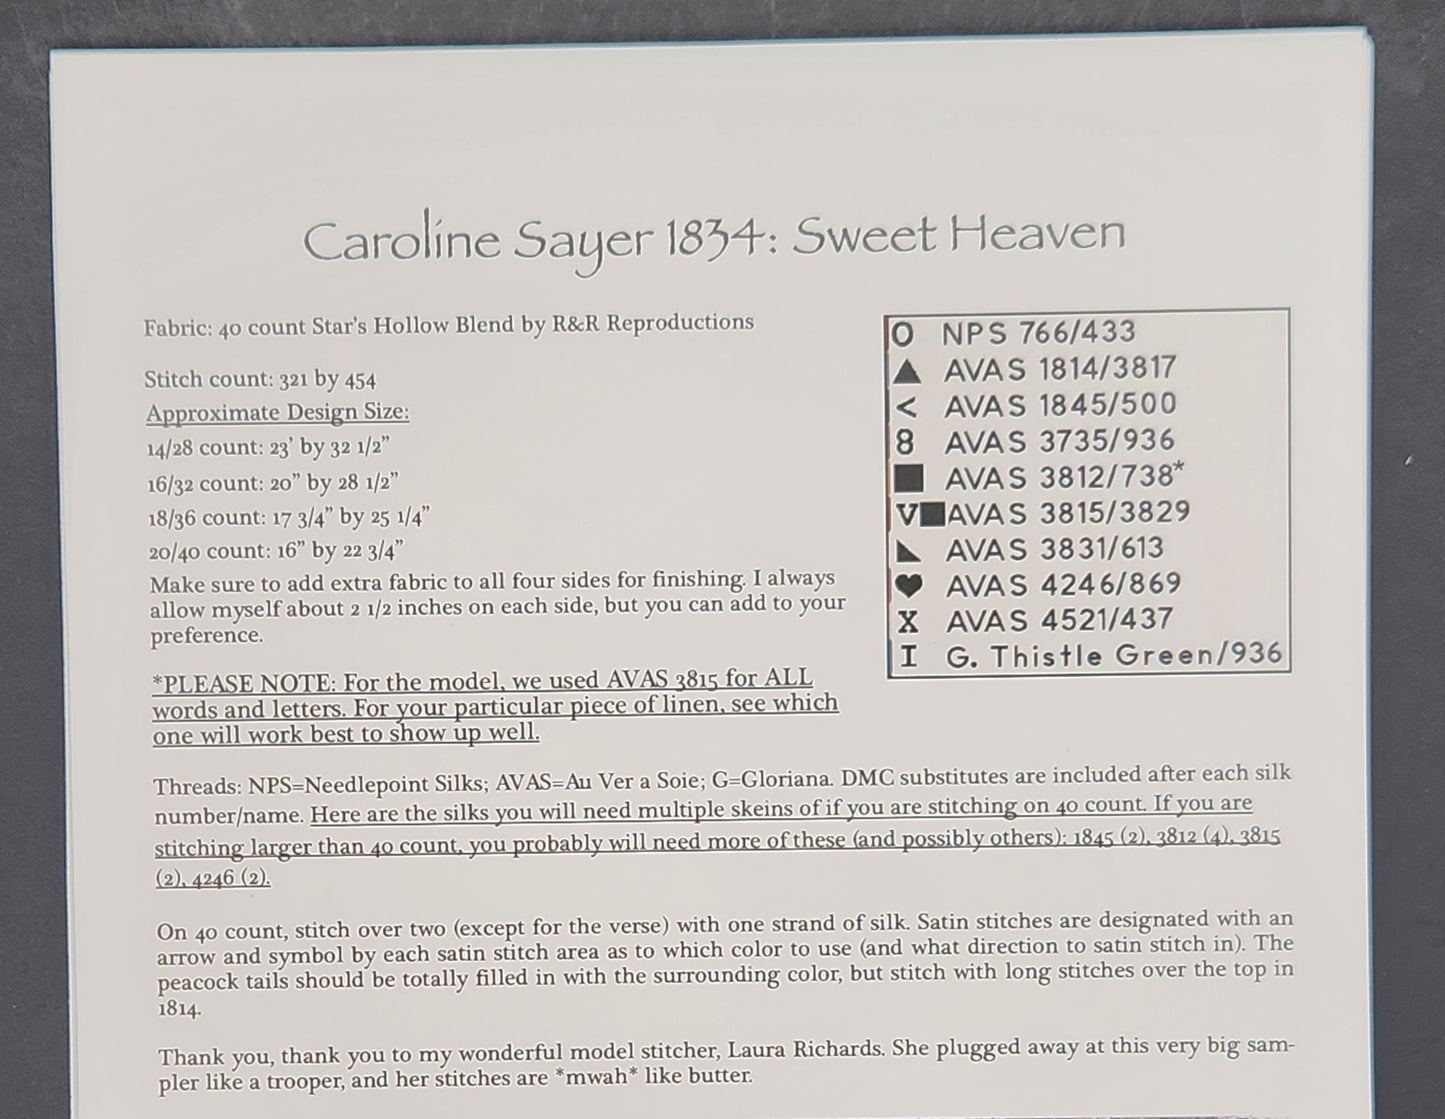 Caroline Sayer 1834: Sweet Heaven
Fabric: 40 count Star's Hollow Blend by R&R Reproductions
Stitch count: 321 by 454
Approximate Design Size:
14/28 count: 23' by 32 1/2"
16/32 count: 20" by 28 1/2"
18/36 count: 17 3/4" by 25 1/4"
20/40 count: 16" by 22 3/4"
Make sure to add extra fabric to all four sides for finishing. I always
allow myself about 2 1/2 inches on each side, but you can add to your
preference.
*PLEASE NOTE: For the model, we used AVAS 3815 for ALL
words and letters. For your particular piece of linen, see which
one will work best to show up well.
O NPS 766/433
▲ AVAS 1814/3817
< AVAS 1845/500
8 AVAS 3735/936
■ AVAS 3812/738*
V■AVAS 3815/3829
◣ AVAS 3831/613
♥ AVAS 4246/869
X AVAS 4521/437
I G. Thistle Green/936
Threads: NPS=Needlepoint Silks; AVAS=Au Ver a Soie; G=Gloriana. DMC substitutes are included after each silk
number/name. Here are the silks you will need multiple skeins of if you are stitching on 40 count. If you are
stitching larger than 40 count, you probably will need more of these (and possibly others): 1845 (2), 3812 (4), 3815
(2), 4246 (2).
On 40 count, stitch over two (except for the verse) with one strand of silk. Satin stitches are designated with an
arrow and symbol by each satin stitch area as to which color to use (and what direction to satin stitch in). The
peacock tails should be totally filled in with the surrounding color, but stitch with long stitches over the top in
1814.
Thank you, thank you to my wonderful model stitcher, Laura Richards. She plugged away at this very big sam-
pler like a trooper, and her stitches are *mwah* like butter.